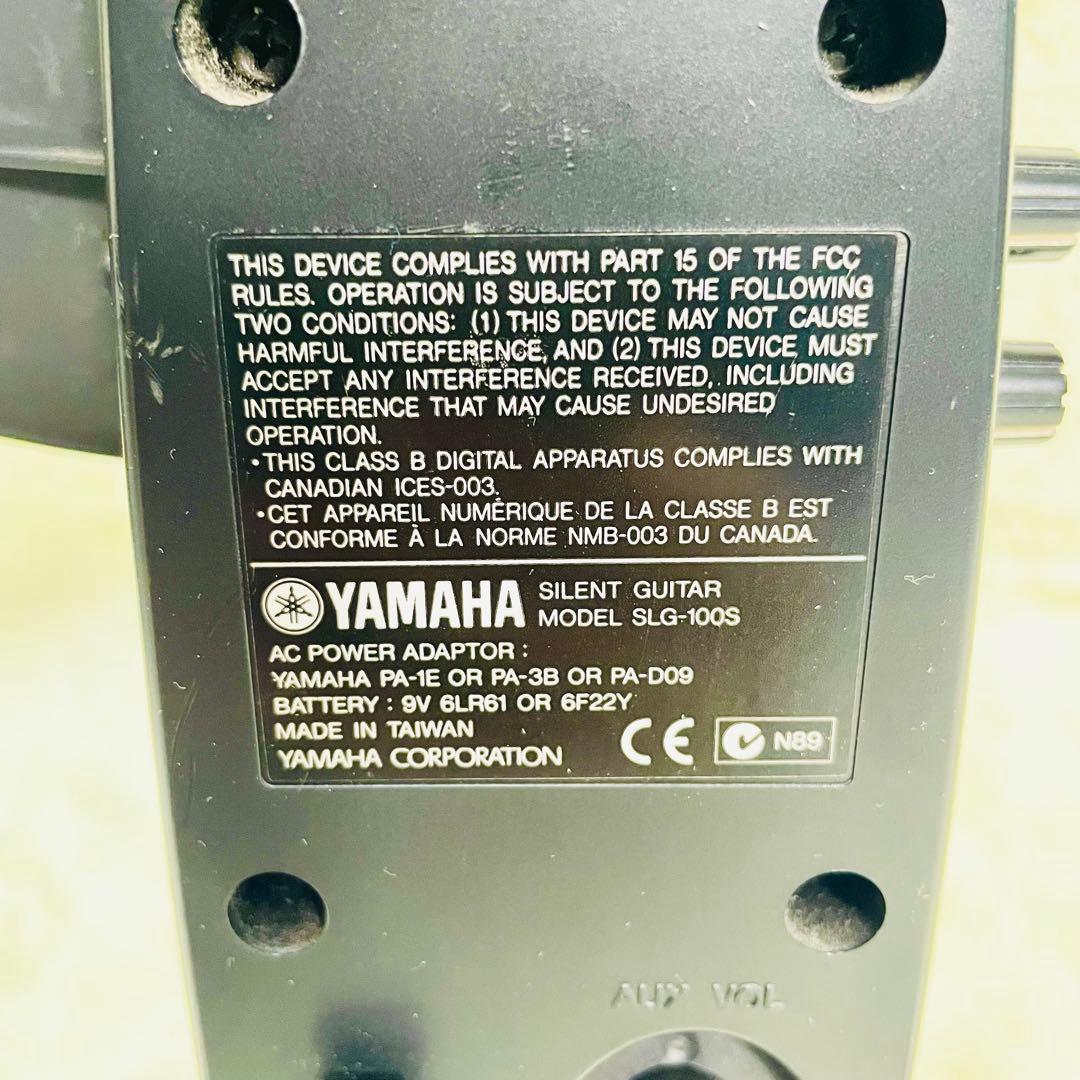 THIS DEVICE COMPLIES WITH PART 15 OF THE FCC
RULES. OPERATION IS SUBJECT TO THE FOLLOWING
TWO CONDITIONS: (1) THIS DEVICE MAY NOT CAUSE
HARMFUL INTERFERENCE, AND (2) THIS DEVICE MUST
ACCEPT ANY INTERFERENCE RECEIVED, INCLUDING
INTERFERENCE THAT MAY CAUSE UNDESIRED
OPERATION.
•THIS CLASS B DIGITAL APPARATUS COMPLIES WITH
CANADIAN ICES-003.
•CET APPAREIL NUMÉRIQUE DE LA CLASSE B EST
CONFORME À LA NORME NMB-003 DU CANADA.
YAMAHA SILENT GUITAR
MODEL SLG-100S
AC POWER ADAPTOR :
YAMAHA PA-1E OR PA-3B OR PA-D09
BATTERY : 9V 6LR61 OR 6F22Y
MADE IN TAIWAN
YAMAHA CORPORATION CE N89
AUX VOL